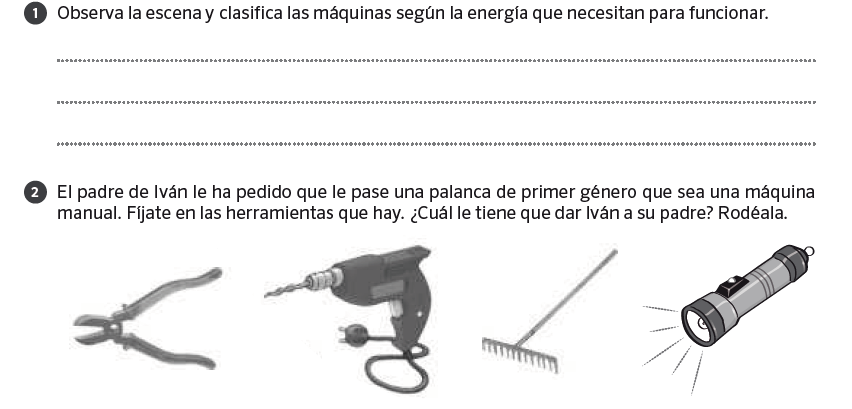 1 Observa la escena y clasifica las máquinas según la energía que necesitan para funcionar.
2 El padre de Iván le ha pedido que le pase una palanca de primer género que sea una máquina
manual. Fíjate en las herramientas que hay. ¿Cuál le tiene que dar Iván a su padre? Rodéala.